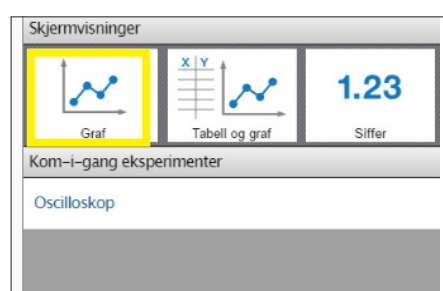 Skjermvisninger
X Y
1.23
Graf
Tabell og graf
Siffer
Kom-i-gang eksperimenter
Oscilloskop